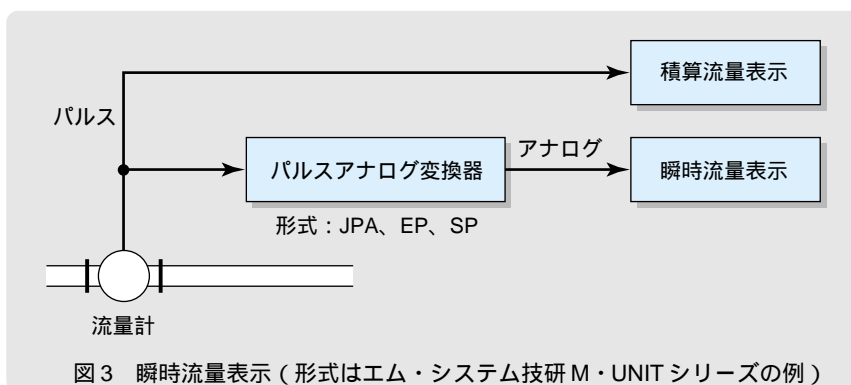 積算流量表示
パルス
アナログ
パルスアナログ変換器
瞬時流量表示
形式：JPA、EP、SP
流量計
図3　瞬時流量表示（形式はエム・システム技研 M・UNIT シリーズの例）